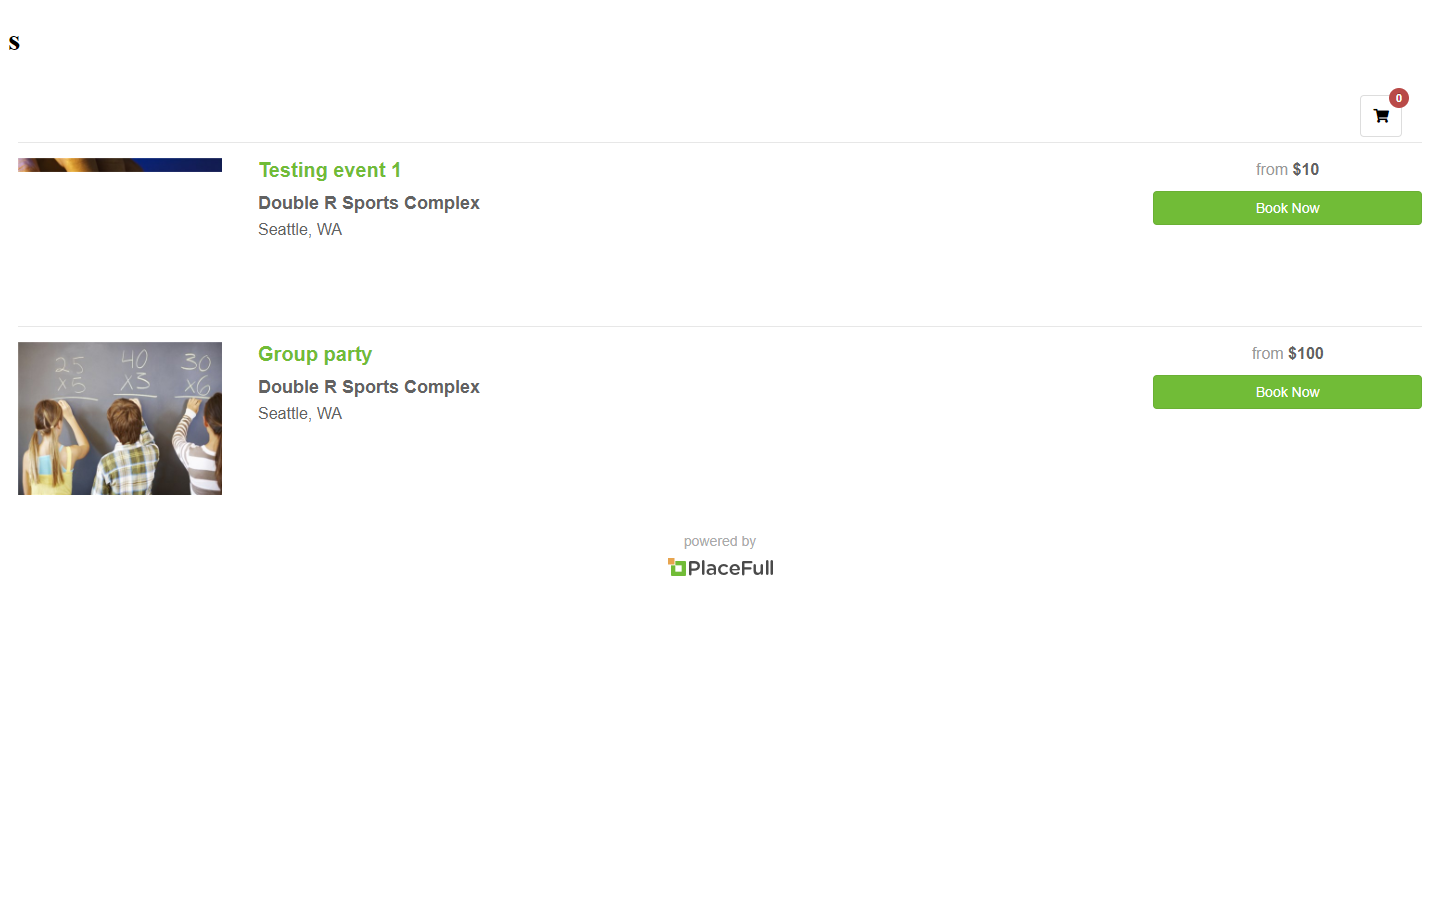 s
0
Testing event 1
from $10
Double R Sports Complex
Book Now
Seattle, WA
Group party
from $100
Double R Sports Complex
Book Now
Seattle, WA
25 40 30
x5 x3 x6
powered by
PlaceFull